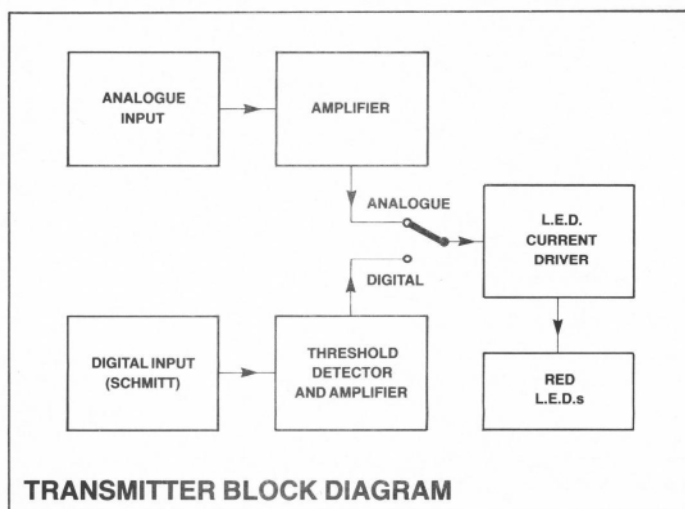 ANALOGUE
INPUT
AMPLIFIER
ANALOGUE
DIGITAL
L.E.D.
CURRENT
DRIVER
DIGITAL INPUT
(SCHMITT)
THRESHOLD
DETECTOR
AND AMPLIFIER
RED
L.E.D.s
TRANSMITTER BLOCK DIAGRAM